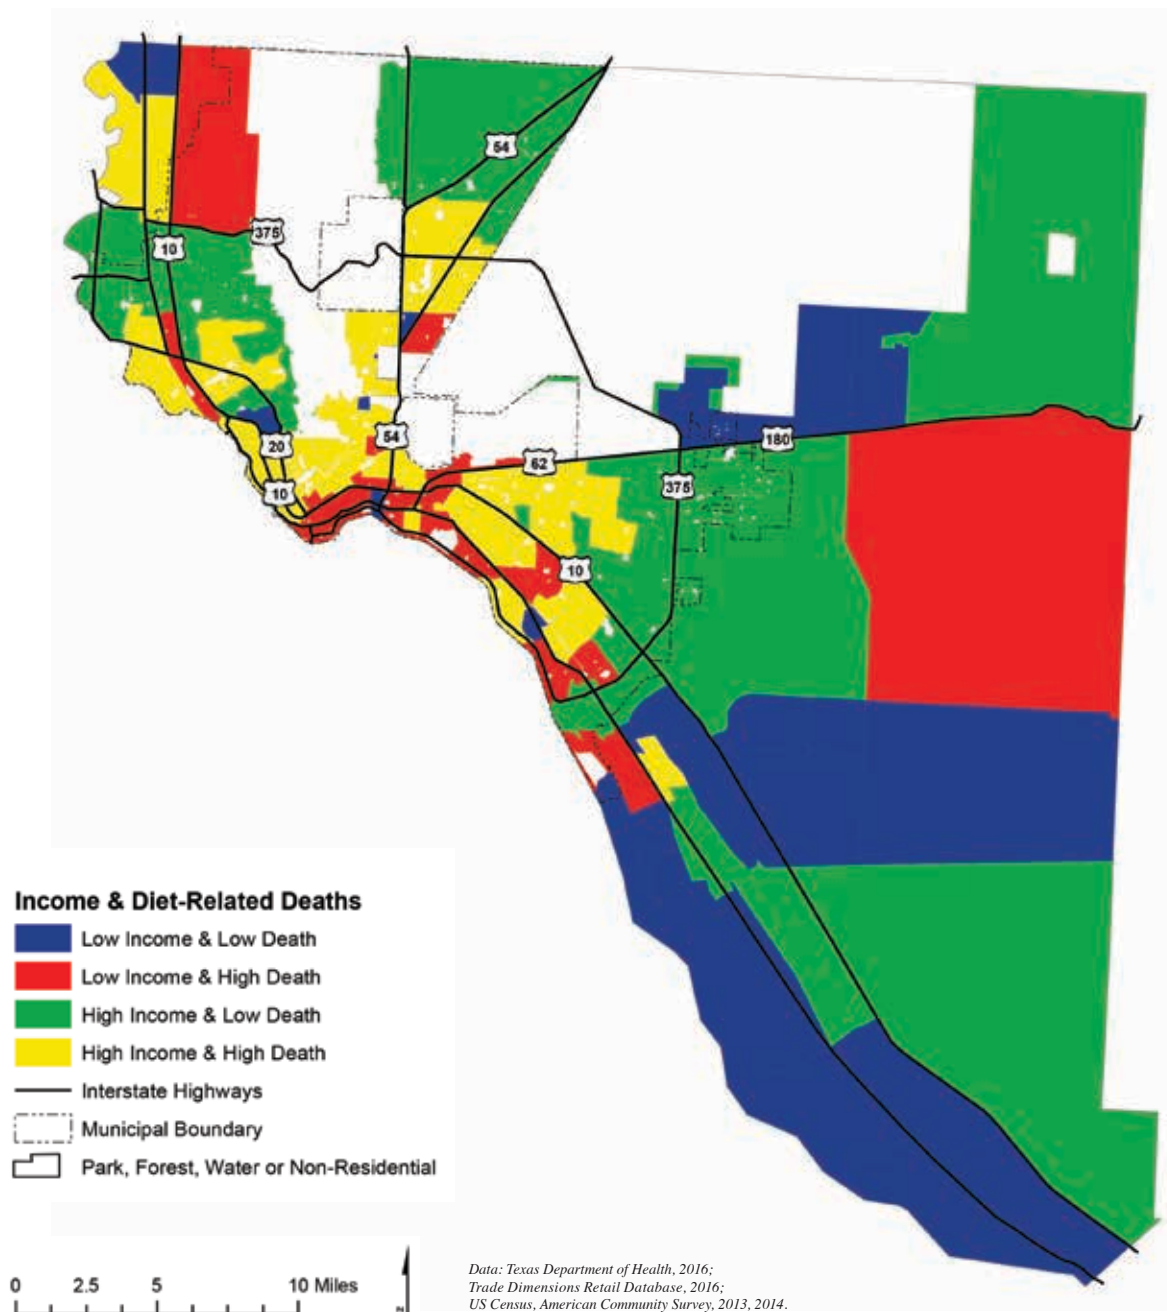 54
375
10
20
54
62
180
375
10
10
Income & Diet-Related Deaths
Low Income & Low Death
Low Income & High Death
High Income & Low Death
High Income & High Death
Interstate Highways
Municipal Boundary
Park, Forest, Water or Non-Residential
0 2.5 5 10 Miles
Data: Texas Department of Health, 2016;
Trade Dimensions Retail Database, 2016;
US Census, American Community Survey, 2013, 2014.